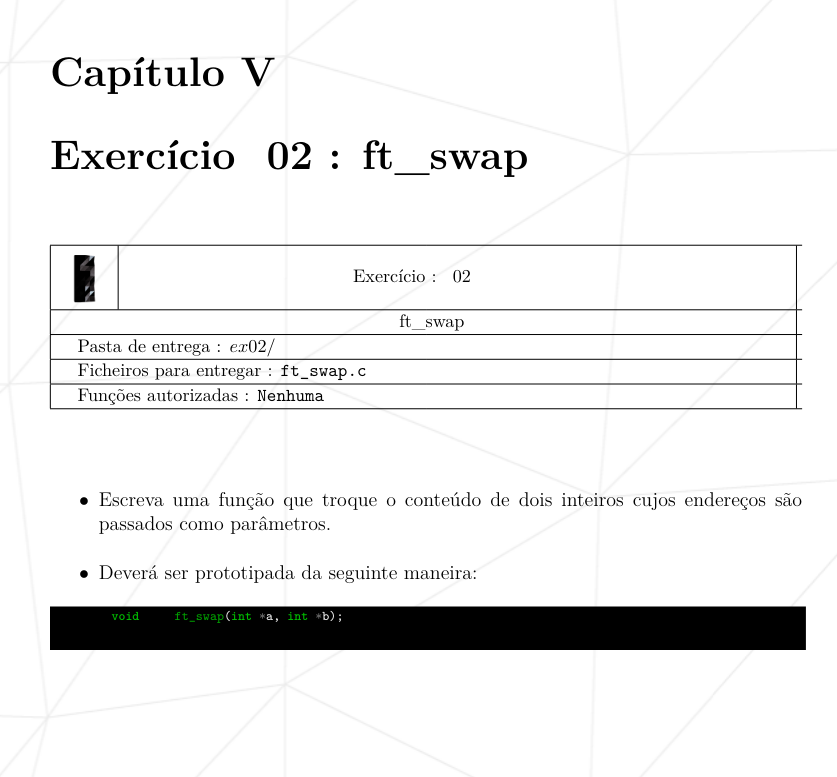 Capítulo V
Exercício 02 : ft_swap
Exercício : 02
ft_swap
Pasta de entrega : ex02/
Ficheiros para entregar : ft_swap.c
Funções autorizadas : Nenhuma
• Escreva uma função que troque o conteúdo de dois inteiros cujos endereços são
passados como parâmetros.
• Deverá ser prototipada da seguinte maneira:
void ft_swap(int *a, int *b);